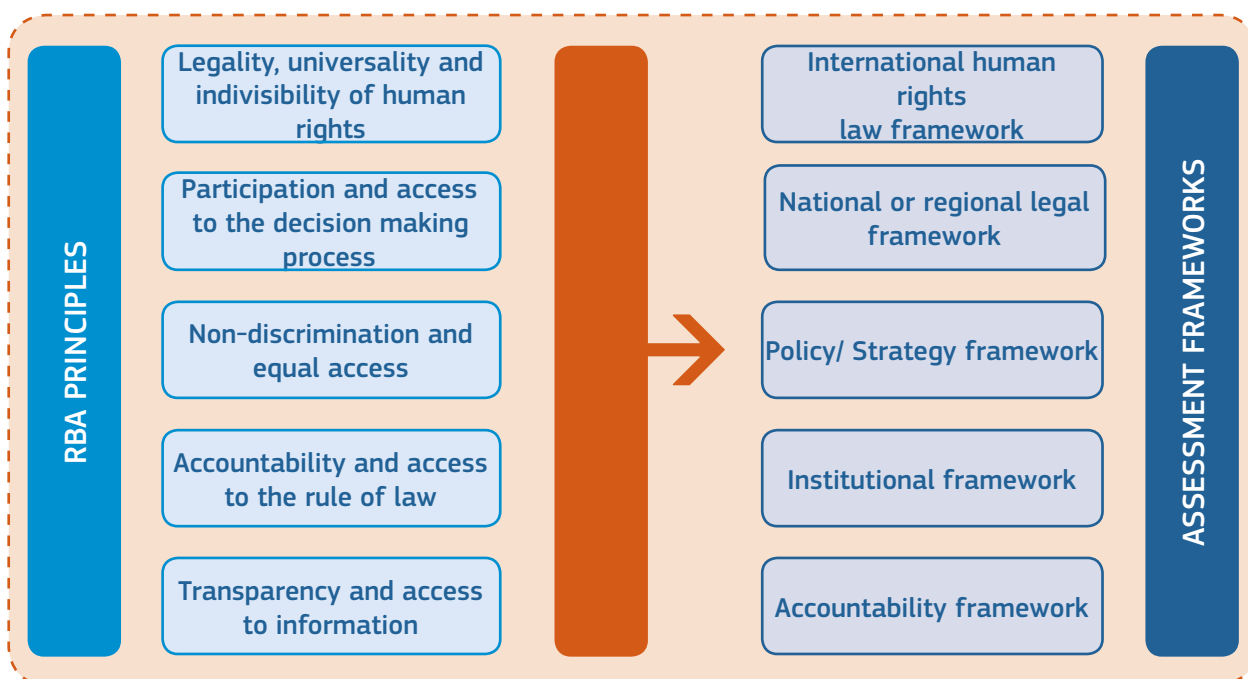 RBA PRINCIPLES
Legality, universality and
indivisibility of human
rights
Participation and access
to the decision making
process
Non-discrimination and
equal access
Accountability and access
to the rule of law
Transparency and access
to information
International human
rights
law framework
National or regional legal
framework
Policy/ Strategy framework
Institutional framework
Accountability framework
ASSESSMENT FRAMEWORKS